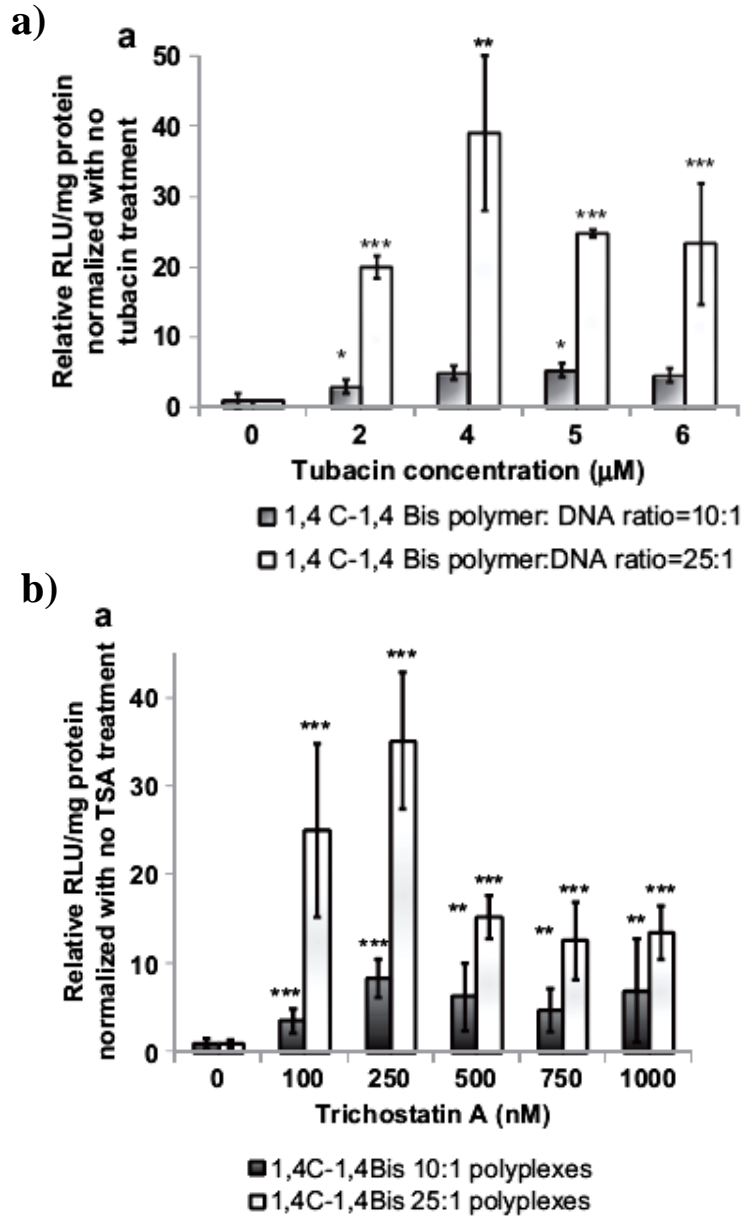 a)
a
Relative RLU/mg protein
normalized with no
tubacin treatment
50
40
30
20
10
0
**
***
***
***
*
*
0 2 4 5 6
Tubacin concentration (μM)
1,4 C-1,4 Bis polymer: DNA ratio=10:1
1,4 C-1,4 Bis polymer:DNA ratio=25:1
b)
a
Relative RLU/mg protein
normalized with no TSA treatment
40
30
20
10
0
***
***
***
***
**
***
**
***
**
***
0 100 250 500 750 1000
Trichostatin A (nM)
1,4C-1,4Bis 10:1 polyplexes
1,4C-1,4Bis 25:1 polyplexes